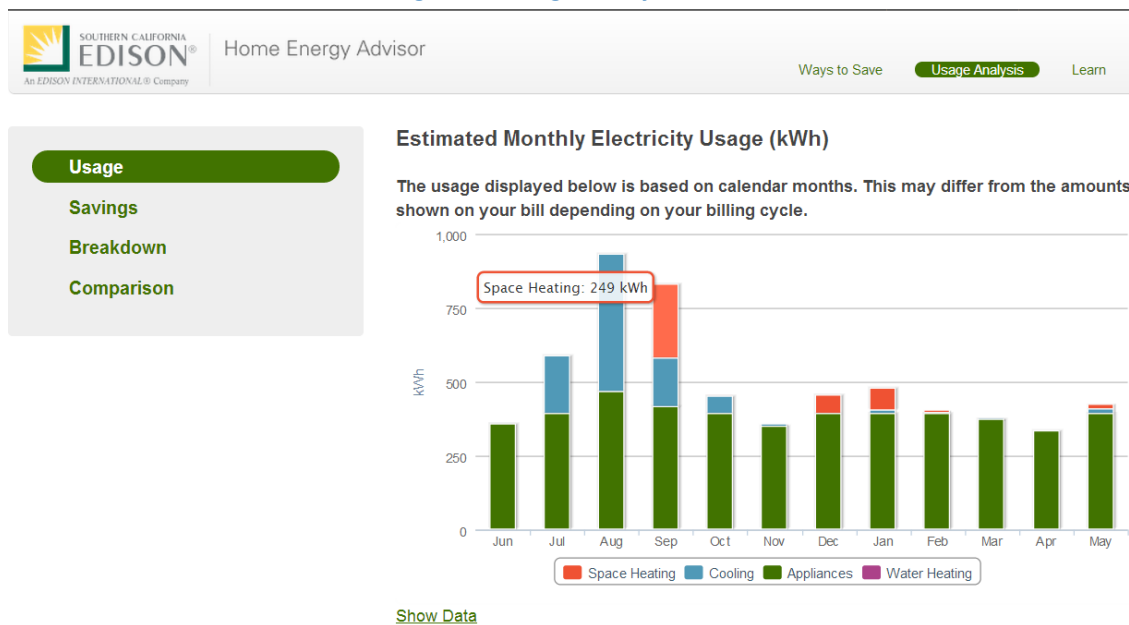 SOUTHERN CALIFORNIA
EDISON®
An EDISON INTERNATIONAL® Company
Home Energy Advisor
Ways to Save
Usage Analysis
Learn
Usage
Savings
Breakdown
Comparison
Estimated Monthly Electricity Usage (kWh)
The usage displayed below is based on calendar months. This may differ from the amounts
shown on your bill depending on your billing cycle.
1,000
750
500
250
0
kWh
Space Heating: 249 kWh
Jun Jul Aug Sep Oct Nov Dec Jan Feb Mar Apr May
Space Heating Cooling Appliances Water Heating
Show Data